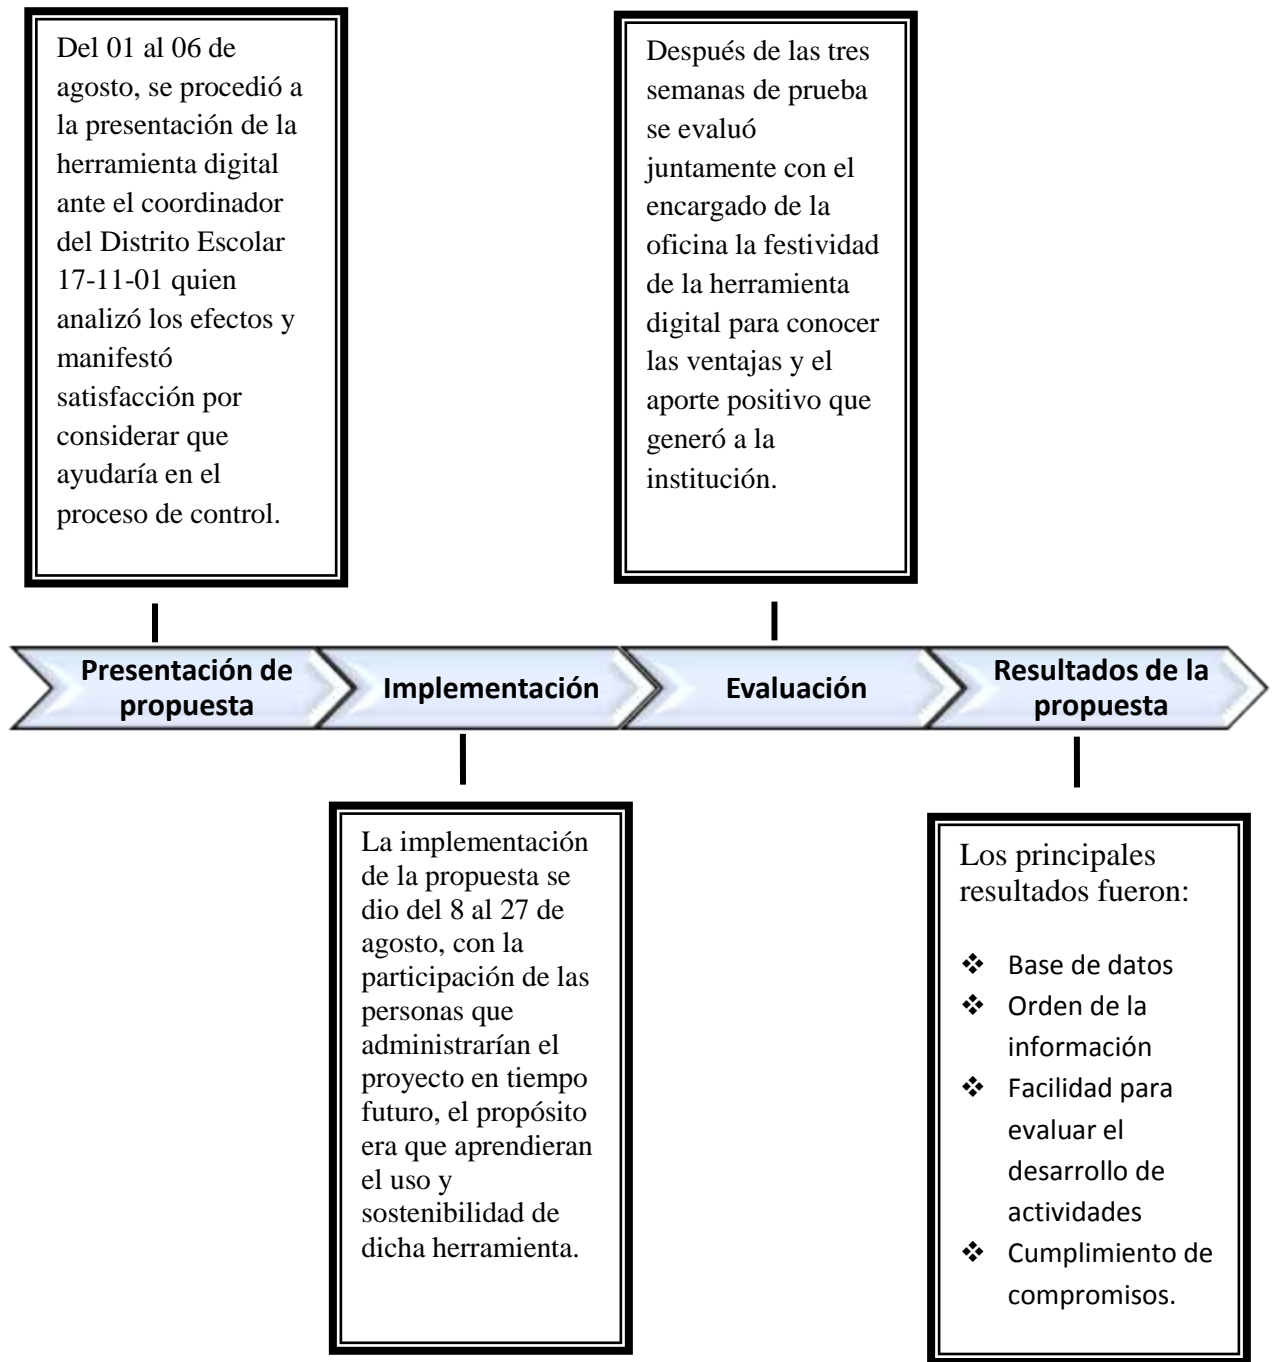 Del 01 al 06 de
agosto, se procedió a
la presentación de la
herramienta digital
ante el coordinador
del Distrito Escolar
17-11-01 quien
analizó los efectos y
manifestó
satisfacción por
considerar que
ayudaría en el
proceso de control.
Después de las tres
semanas de prueba
se evaluó
juntamente con el
encargado de la
oficina la festividad
de la herramienta
digital para conocer
las ventajas y el
aporte positivo que
generó a la
institución.
Presentación de
propuesta
Implementación
Evaluación
Resultados de la
propuesta
La implementación
de la propuesta se
dio del 8 al 27 de
agosto, con la
participación de las
personas que
administrarían el
proyecto en tiempo
futuro, el propósito
era que aprendieran
el uso y
sostenibilidad de
dicha herramienta.
Los principales
resultados fueron:
❖ Base de datos
❖ Orden de la
información
❖ Facilidad para
evaluar el
desarrollo de
actividades
❖ Cumplimiento de
compromisos.